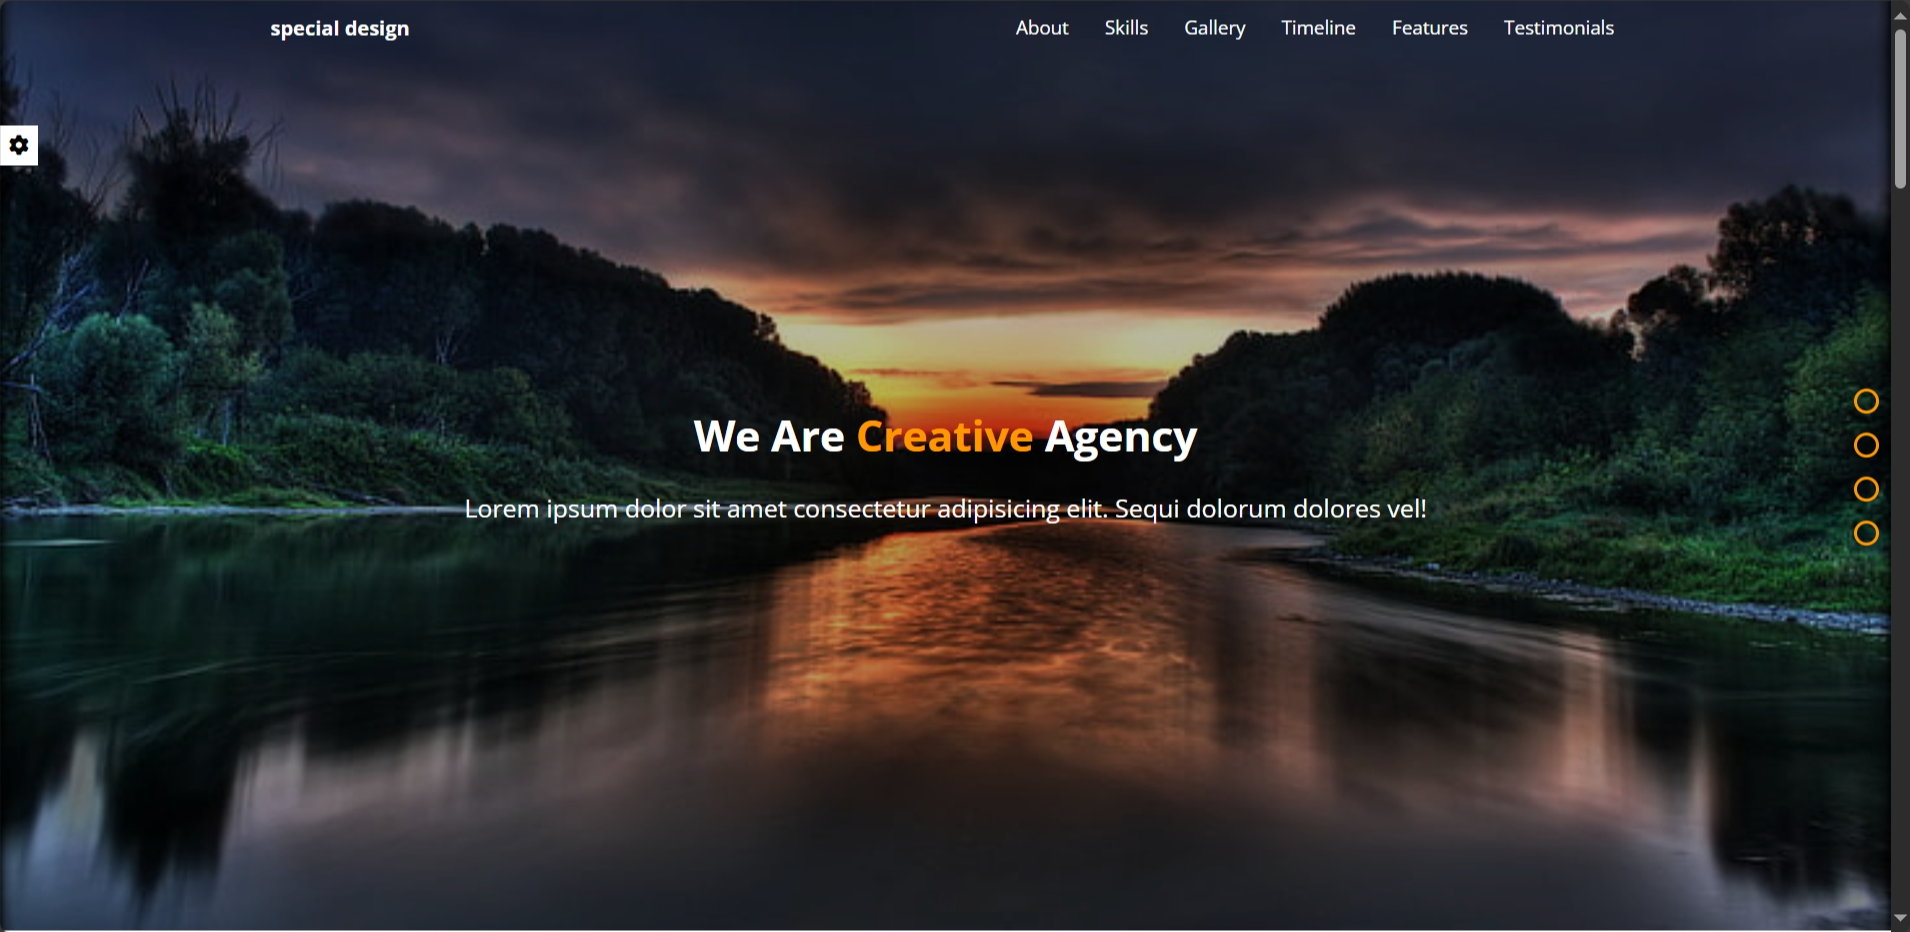 special design
About Skills Gallery Timeline Features Testimonials
We Are Creative Agency
Lorem ipsum dolor sit amet consectetur adipisicing elit. Sequi dolorum dolores vel!